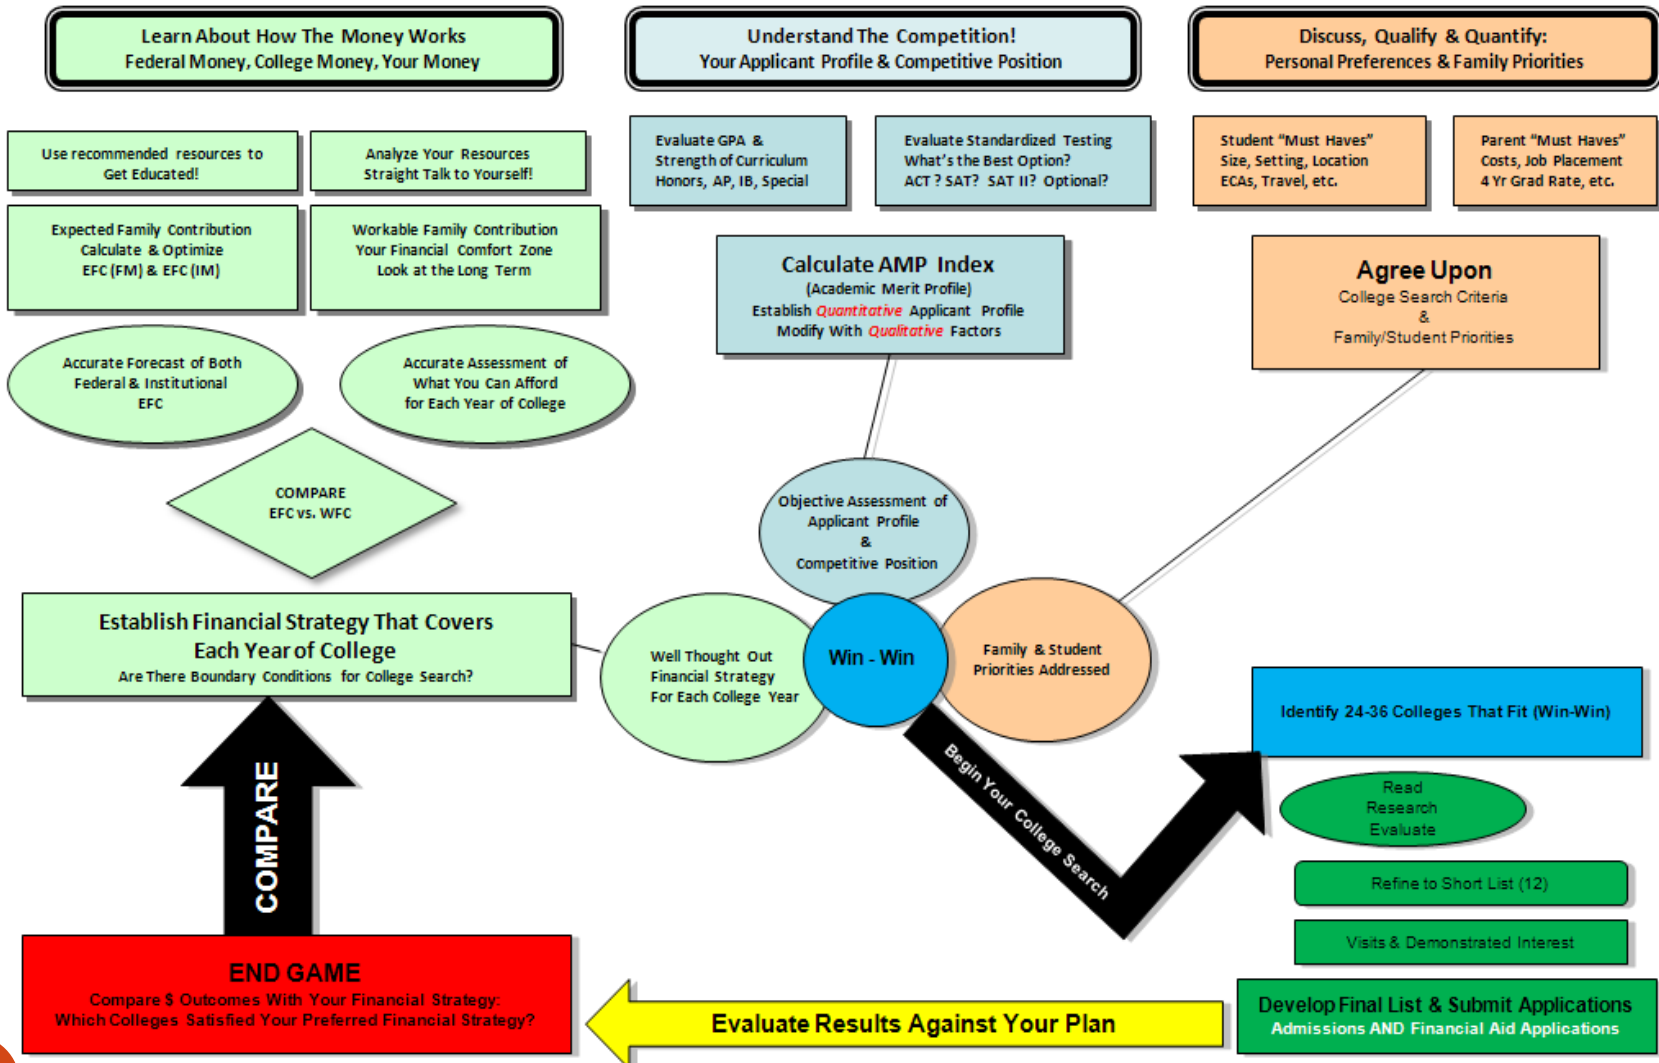 Learn About How The Money Works
Federal Money, College Money, Your Money
Understand The Competition!
Your Applicant Profile & Competitive Position
Discuss, Qualify & Quantify:
Personal Preferences & Family Priorities
Use recommended resources to
Get Educated!
Analyze Your Resources
Straight Talk to Yourself!
Evaluate GPA &
Strength of Curriculum
Honors, AP, IB, Special
Evaluate Standardized Testing
What's the Best Option?
ACT ? SAT? SAT II? Optional?
Student “Must Haves”
Size, Setting, Location
ECAs, Travel, etc.
Parent “Must Haves”
Costs, Job Placement
4 Yr Grad Rate, etc.
Expected Family Contribution
Calculate & Optimize
EFC (FM) & EFC (IM)
Workable Family Contribution
Your Financial Comfort Zone
Look at the Long Term
Calculate AMP Index
(Academic Merit Profile)
Establish Quantitative Applicant Profile
Modify With Qualitative Factors
Agree Upon
College Search Criteria
&
Family/Student Priorities
Accurate Forecast of Both
Federal & Institutional
EFC
Accurate Assessment of
What You Can Afford
for Each Year of College
COMPARE
EFC vs. WFC
Objective Assessment of
Applicant Profile
&
Competitive Position
Establish Financial Strategy That Covers
Each Year of College
Are There Boundary Conditions for College Search?
Well Thought Out
Financial Strategy
For Each College Year
Win - Win
Family & Student
Priorities Addressed
Identify 24-36 Colleges That Fit (Win-Win)
Begin Your College Search
Read
Research
Evaluate
Refine to Short List (12)
Visits & Demonstrated Interest
Develop Final List & Submit Applications
Admissions AND Financial Aid Applications
Evaluate Results Against Your Plan
COMPARE
END GAME
Compare $ Outcomes With Your Financial Strategy:
Which Colleges Satisfied Your Preferred Financial Strategy?